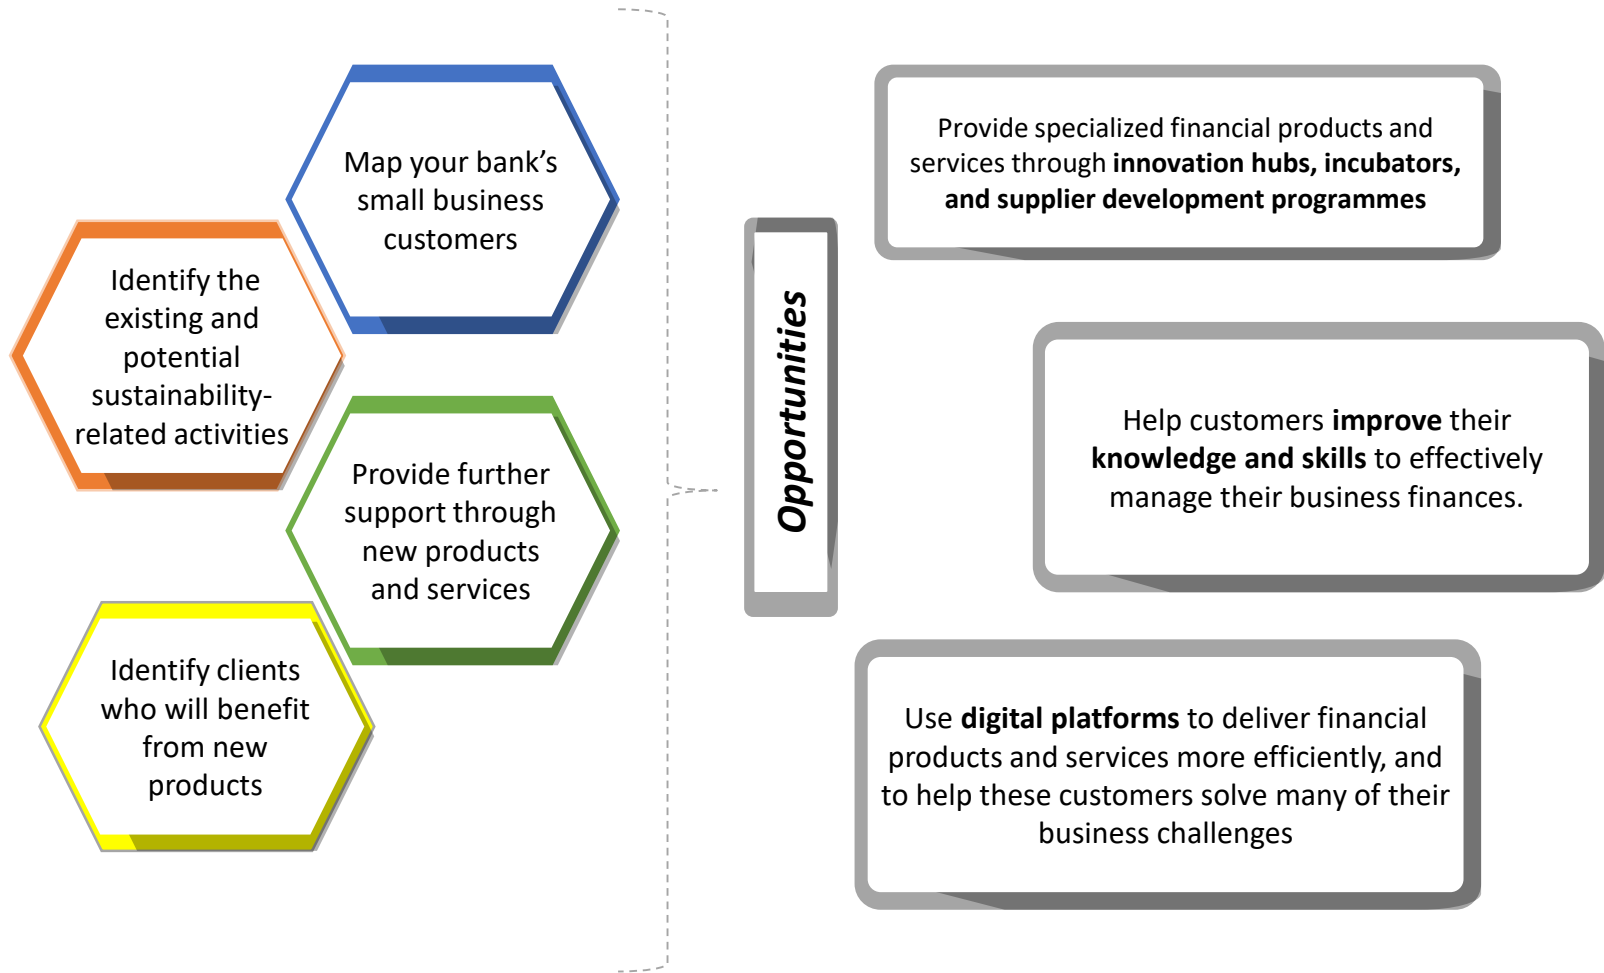 Map your bank’s
small business
customers
Identify the
existing and
potential
sustainability-
related activities
Provide further
support through
new products
and services
Identify clients
who will benefit
from new
products
Opportunities
Provide specialized financial products and
services through innovation hubs, incubators,
and supplier development programmes
Help customers improve their
knowledge and skills to effectively
manage their business finances.
Use digital platforms to deliver financial
products and services more efficiently, and
to help these customers solve many of their
business challenges